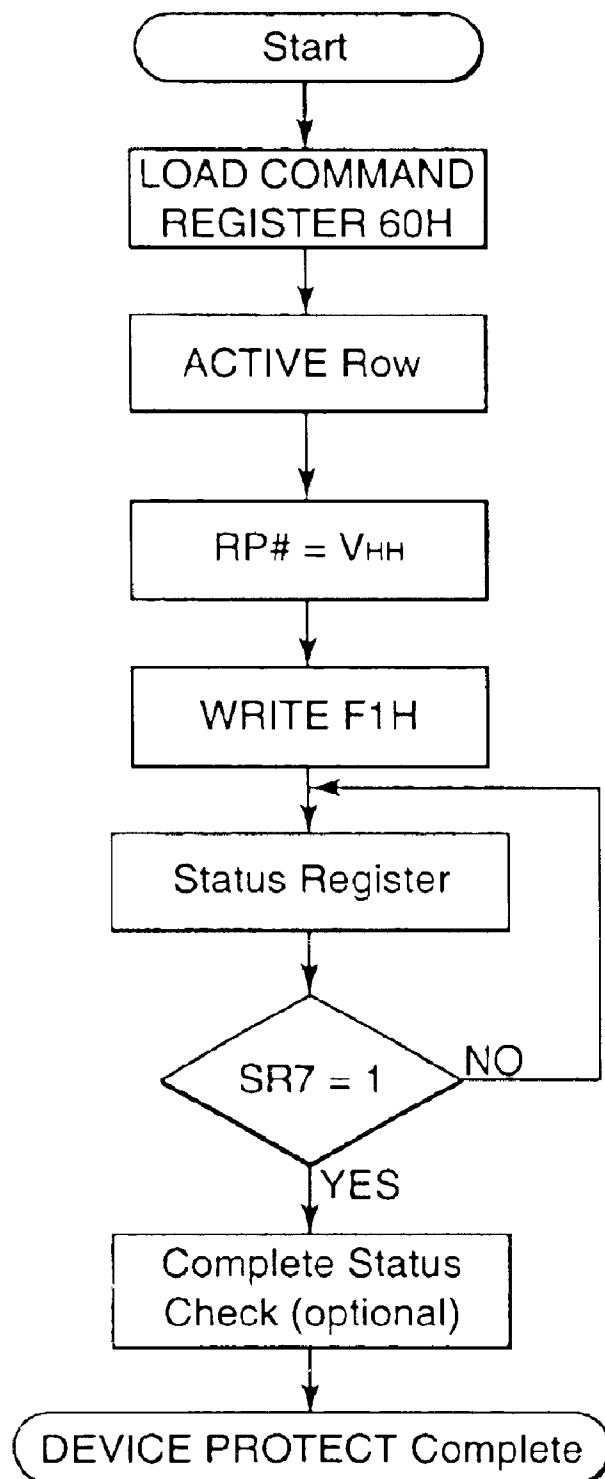 Start
LOAD COMMAND
REGISTER 60H
ACTIVE Row
RP# = VHH
WRITE F1H
Status Register
SR7 = 1
NO
YES
Complete Status
Check (optional)
DEVICE PROTECT Complete